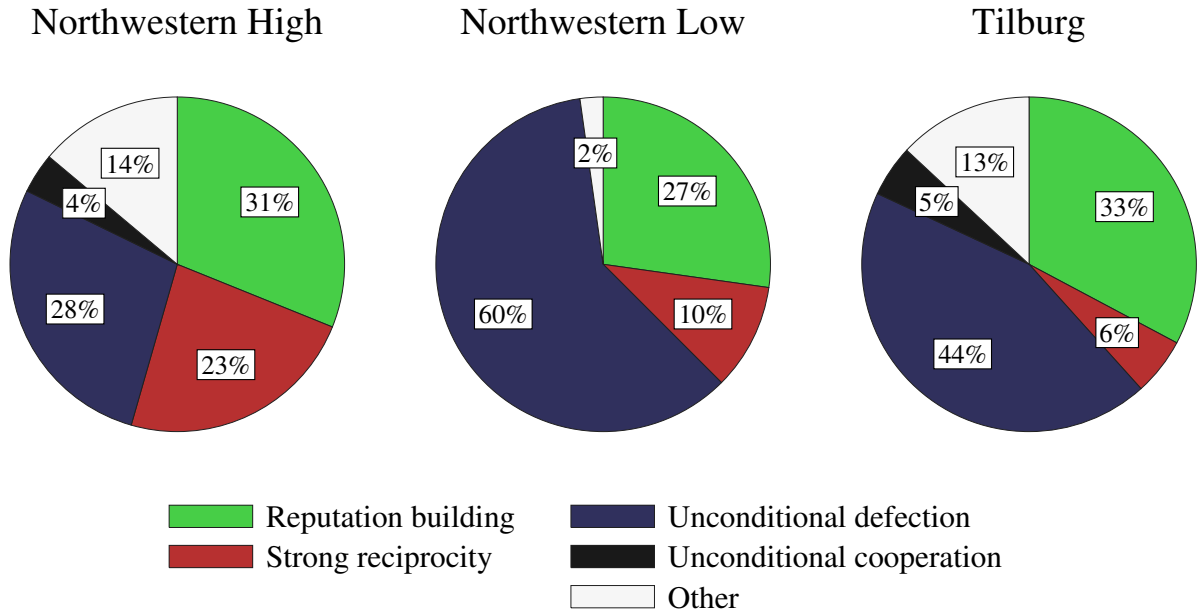 Northwestern High
Northwestern Low
Tilburg
14%
31%
4%
28%
23%
2%
27%
60%
10%
13%
33%
5%
6%
44%
Reputation building
Unconditional defection
Strong reciprocity
Unconditional cooperation
Other